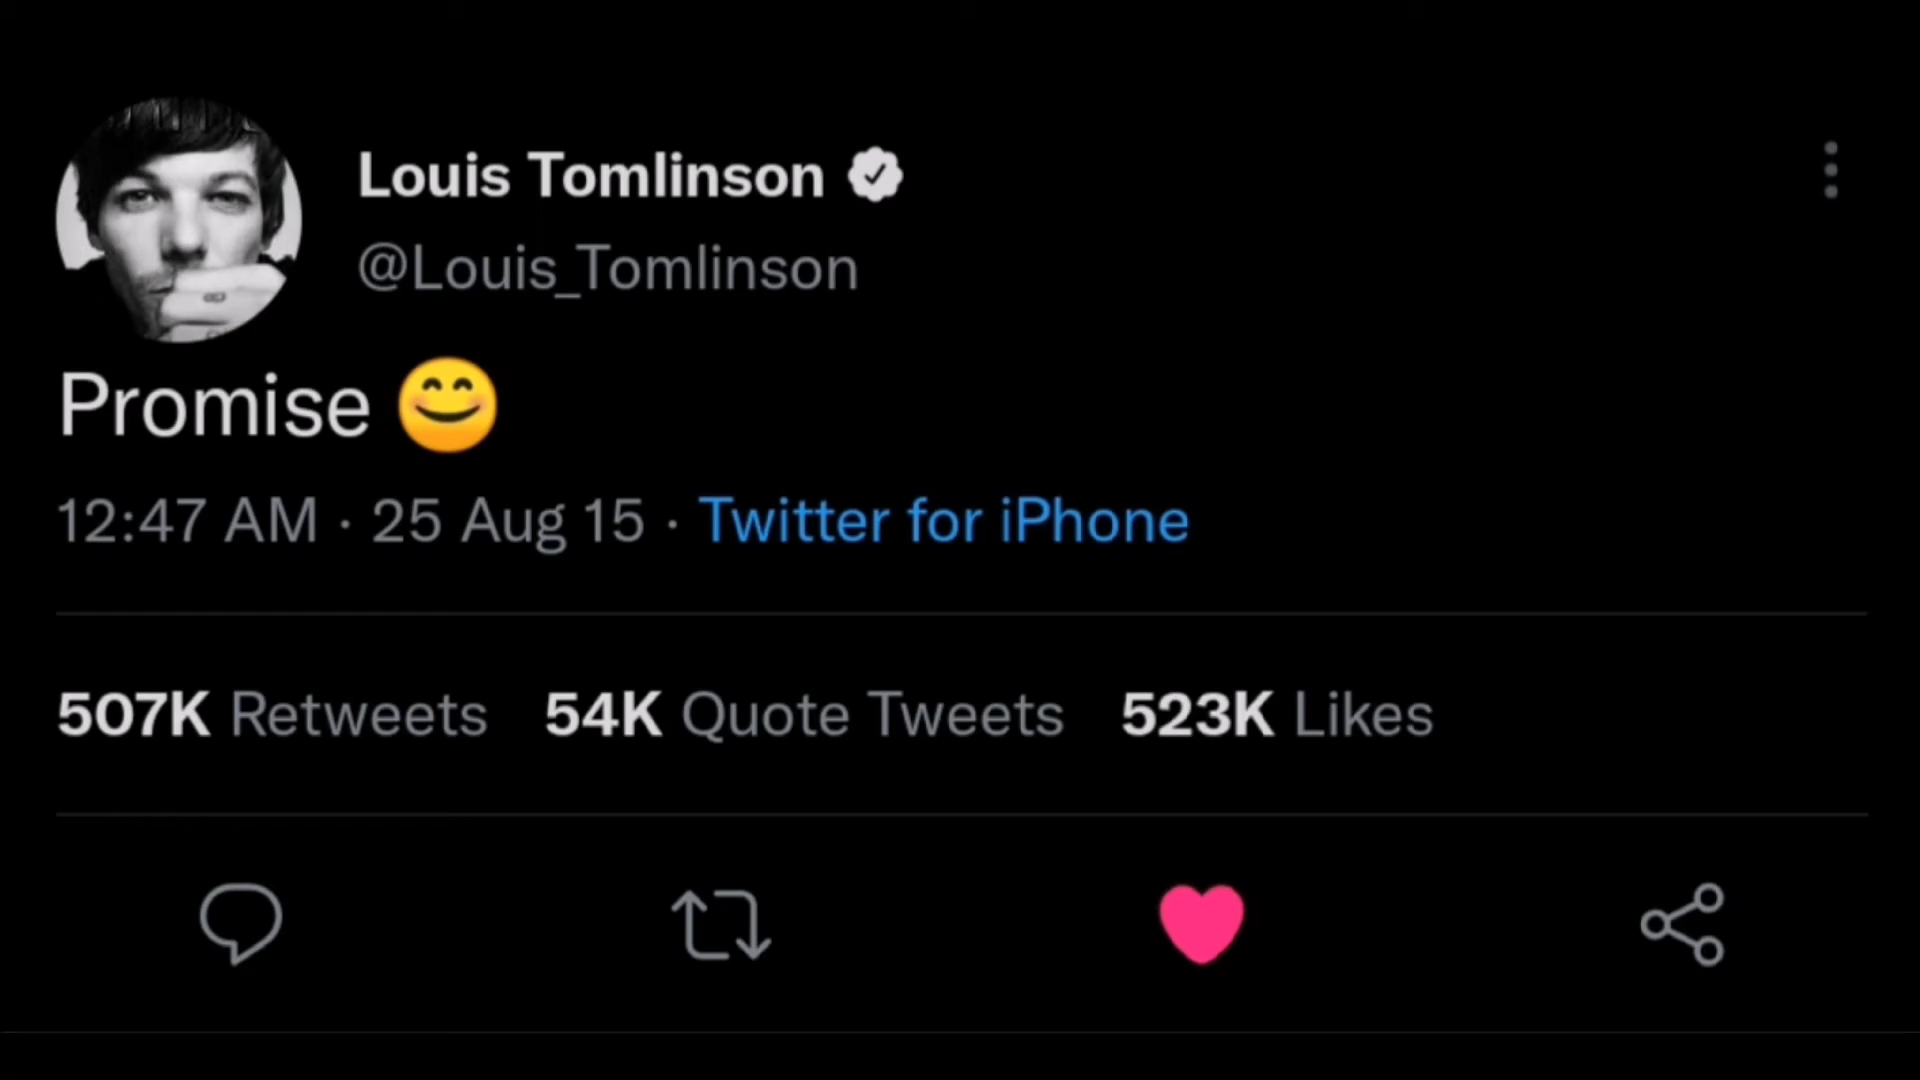 Louis Tomlinson
@Louis_Tomlinson
Promise 😊
12:47 AM · 25 Aug 15 · Twitter for iPhone
507K Retweets 54K Quote Tweets 523K Likes